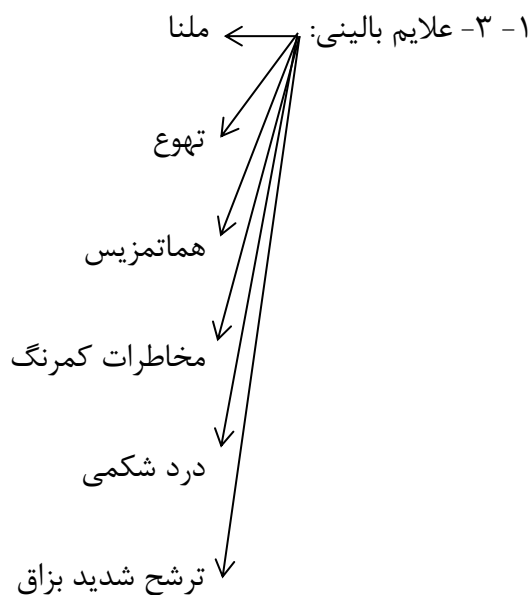 ۱- ۳- علایم بالینی: ملنا
تهوع
هماتمزیس
مخاطرات کمرنگ
درد شکمی
ترشح شدید بزاق